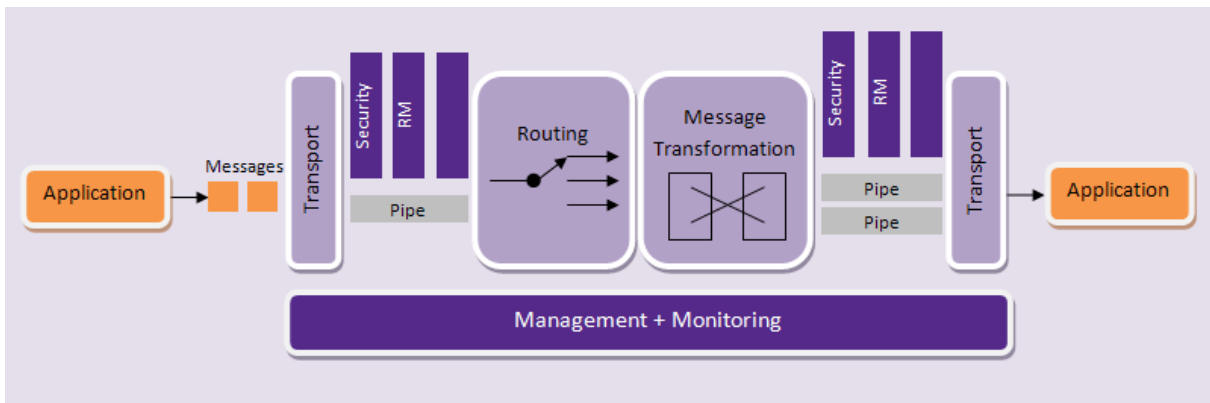 Application
Messages
Transport
Security
RM
Pipe
Routing
Message
Transformation
Security
RM
Pipe
Pipe
Transport
Application
Management + Monitoring